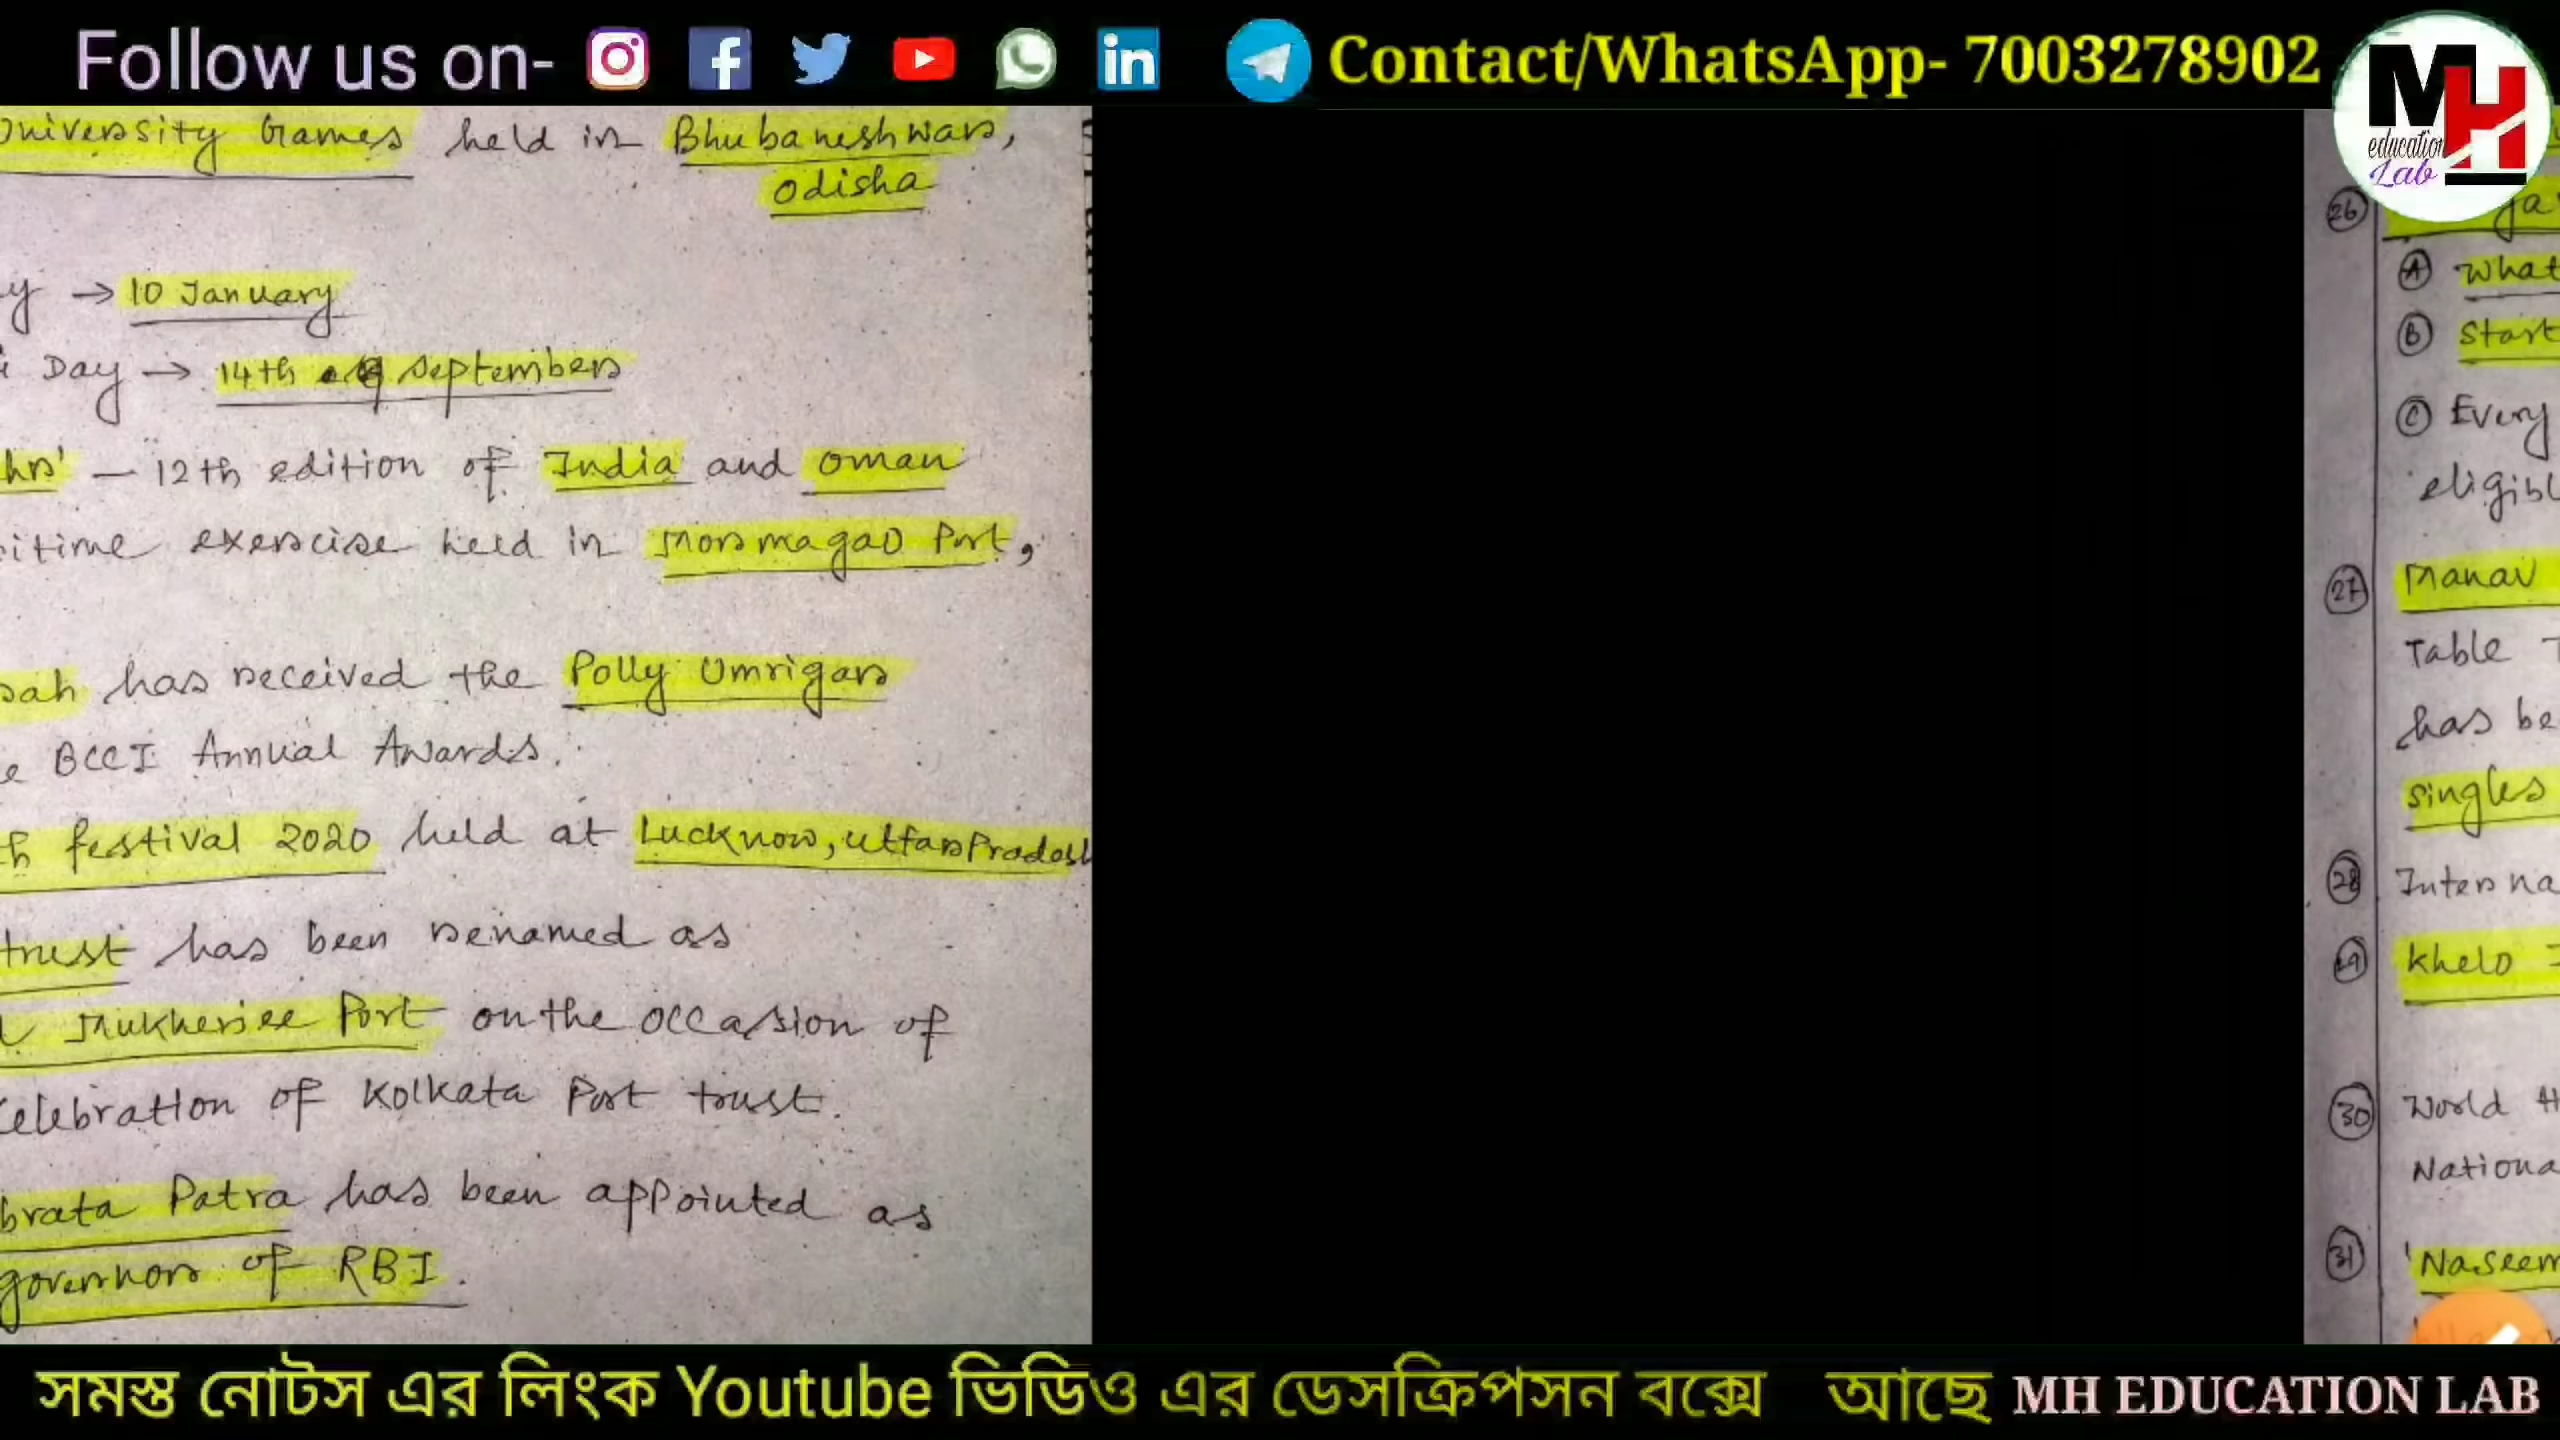 Follow us on-
Contact/WhatsApp- 7003278902
MH
education
Lab
University Games held in Bhubaneshwar,
Odisha
y → 10 January
i Day → 14th September
hr' – 12th edition of India and Oman
itime exercise held in Mormagao Port,
has received the Polly Umrigar
e BCCI Annual Awards.
th festival 2020 held at Lucknow, Uttar Pradesh
trust has been renamed as
Mukherjee Port on the occasion of
celebration of Kolkata Port trust.
brata Patra has been appointed as
governor of RBI.
26
A What
B Start
C Every
eligibl
27 Manav
Table T
has be
singles
28 Interna
29 Khelo I
30 World H
Nationa
31 'Naseem
সমস্ত নোটস এর লিংক Youtube ভিডিও এর ডেসক্রিপসন বক্সে আছে MH EDUCATION LAB